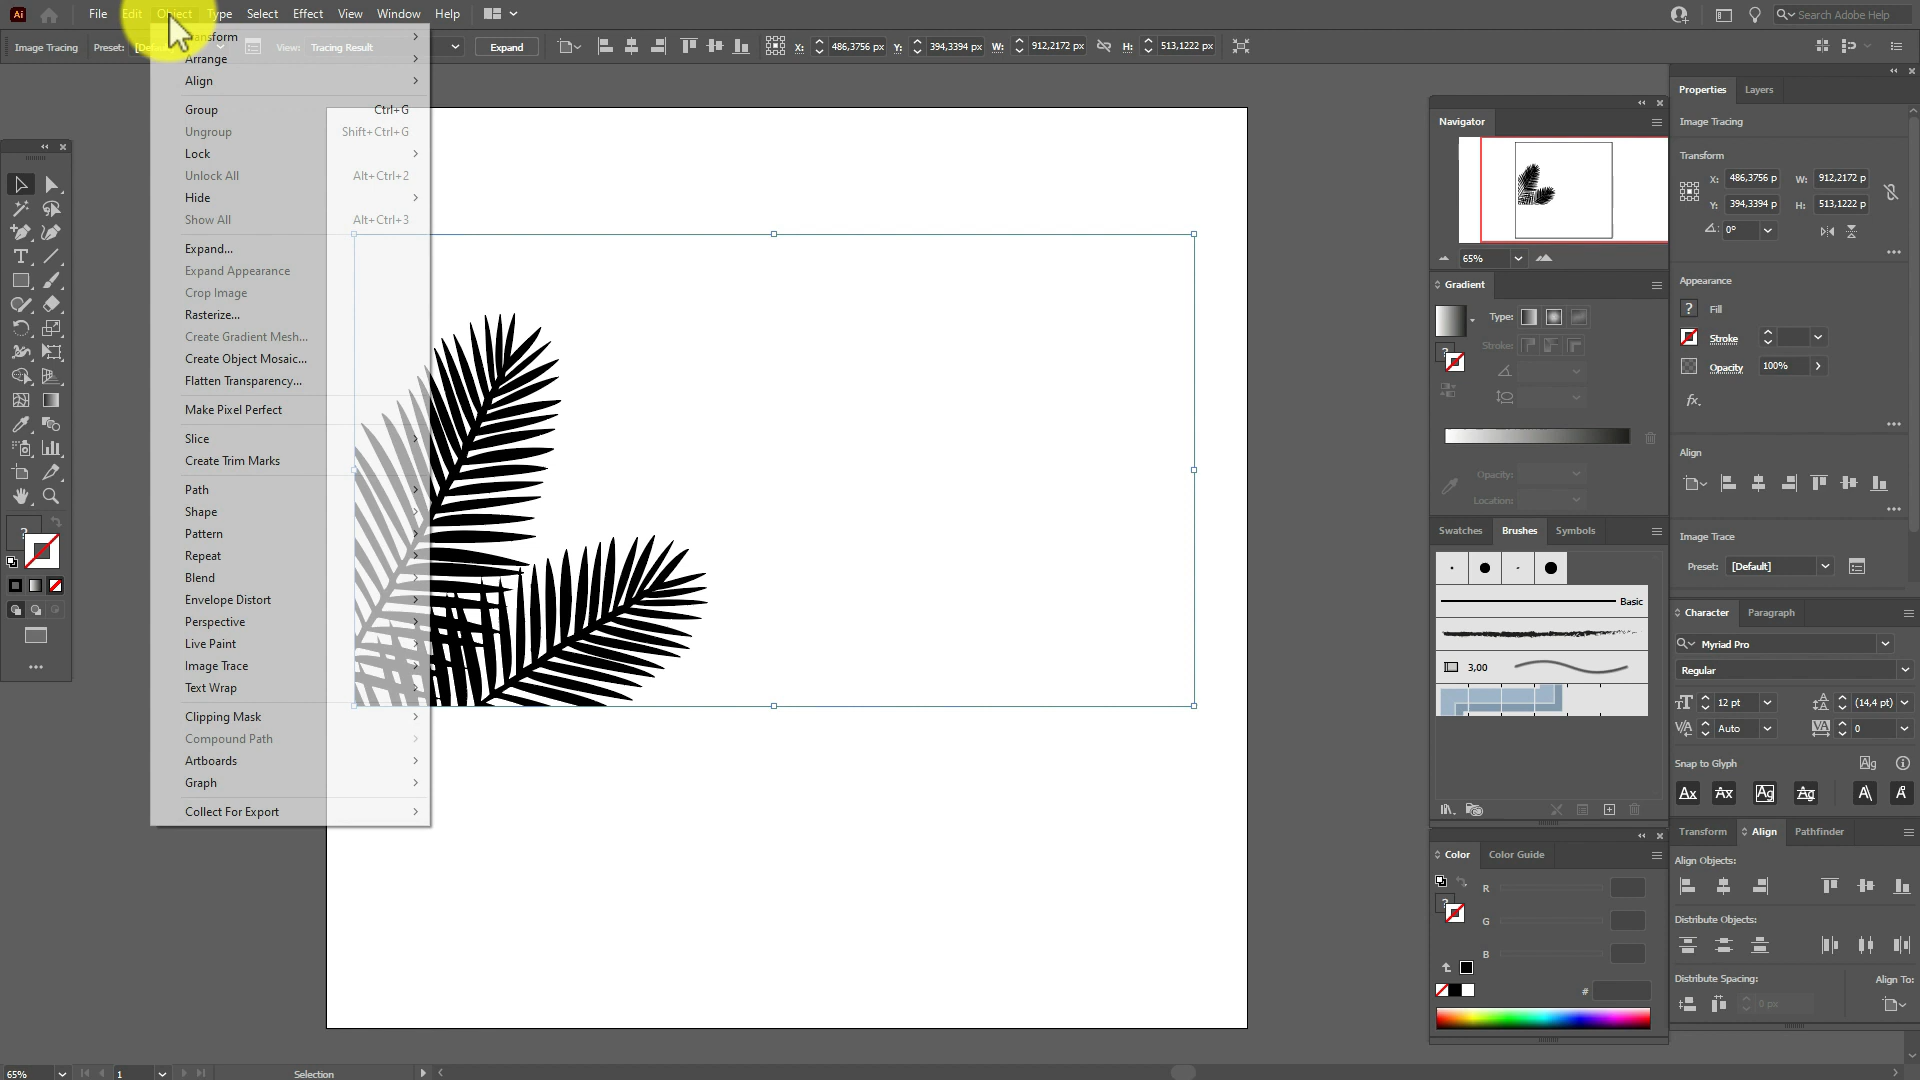 Ai File Edit Object Type Select Effect View Window Help Search Adobe Help
Image Tracing Preset: View: Tracing Result Expand X: 486,3756 px Y: 394,3394 px W: 912,2172 px H: 513,1222 px
Transform
Arrange
Align
Group Ctrl+G
Ungroup Shift+Ctrl+G
Lock
Unlock All Alt+Ctrl+2
Hide
Show All Alt+Ctrl+3
Expand...
Expand Appearance
Crop Image
Rasterize...
Create Gradient Mesh...
Create Object Mosaic...
Flatten Transparency...
Make Pixel Perfect
Slice
Create Trim Marks
Path
Shape
Pattern
Repeat
Blend
Envelope Distort
Perspective
Live Paint
Image Trace
Text Wrap
Clipping Mask
Compound Path
Artboards
Graph
Collect For Export
65% 1 Selection
Navigator
65%
Gradient
Type:
Stroke:
Opacity:
Location:
Swatches Brushes Symbols
Basic
3,00
Color Color Guide
R
G
B
#
Properties Layers
Image Tracing
Transform
X: 486,3756 p W: 912,2172 p
Y: 394,3394 p H: 513,1222 p
0°
Appearance
? Fill
Stroke
Opacity 100%
fx.
Align
Image Trace
Preset: [Default]
Character Paragraph
Myriad Pro
Regular
12 pt (14,4 pt)
Auto 0
Snap to Glyph
Transform Align Pathfinder
Align Objects:
Distribute Objects:
Distribute Spacing: Align To:
0 px